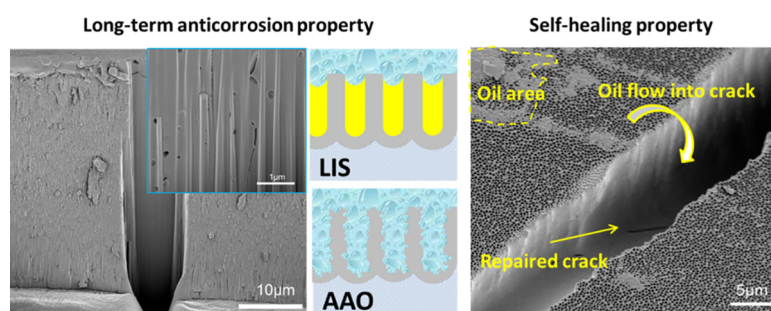 Long-term anticorrosion property
Self-healing property
1μm
10μm
LIS
AAO
Oil area
Oil flow into crack
Repaired crack
5μm